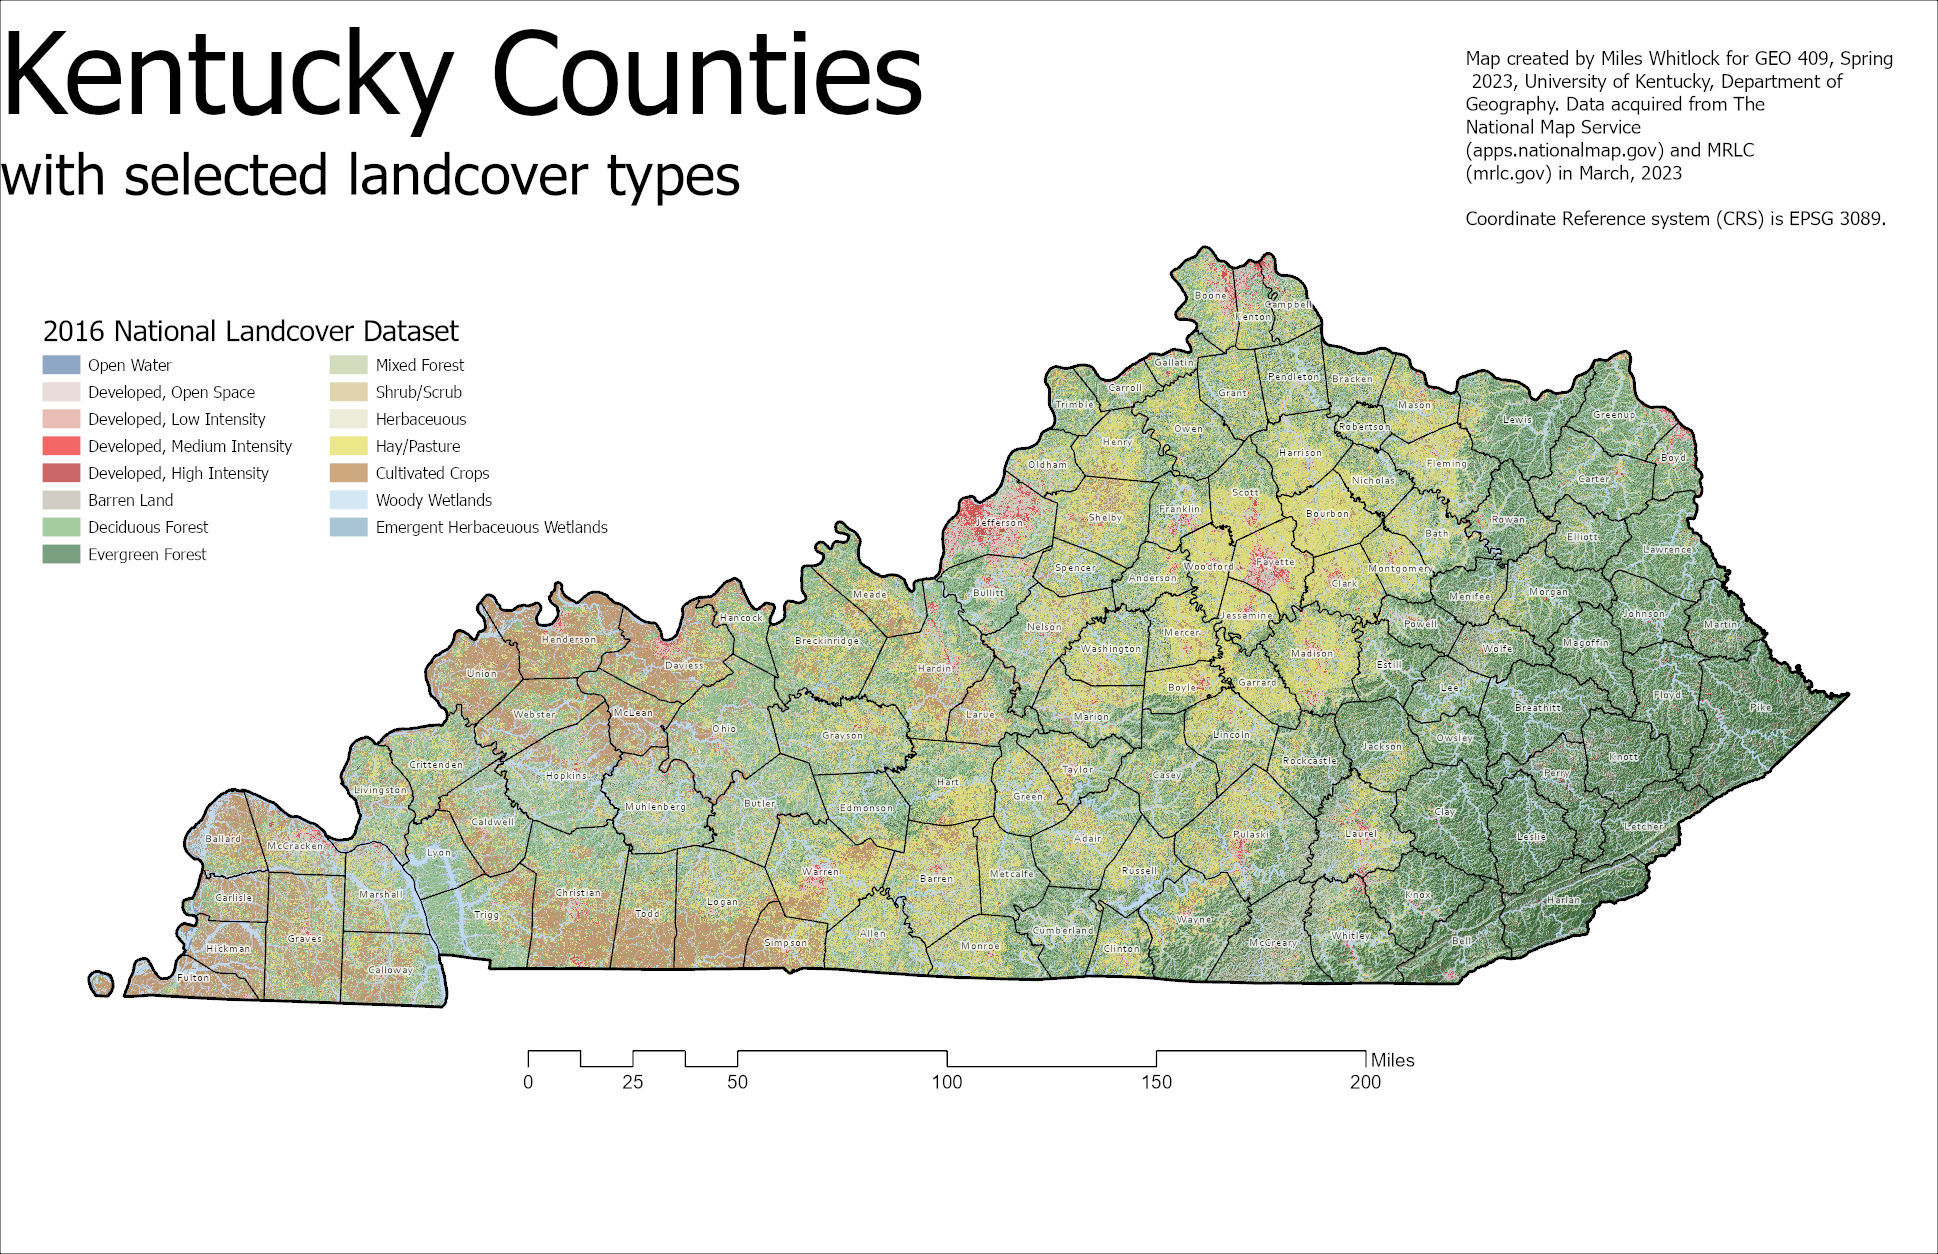 Kentucky Counties
with selected landcover types
Map created by Miles Whitlock for GEO 409, Spring
2023, University of Kentucky, Department of
Geography. Data acquired from The
National Map Service
(apps.nationalmap.gov) and MRLC
(mrlc.gov) in March, 2023
Coordinate Reference system (CRS) is EPSG 3089.
2016 National Landcover Dataset
Open Water
Developed, Open Space
Developed, Low Intensity
Developed, Medium Intensity
Developed, High Intensity
Barren Land
Deciduous Forest
Evergreen Forest
Mixed Forest
Shrub/Scrub
Herbaceuous
Hay/Pasture
Cultivated Crops
Woody Wetlands
Emergent Herbaceuous Wetlands
Boone
Campbell
Kenton
Gallatin
Carroll
Trimble
Grant
Pendleton
Bracken
Mason
Lewis
Greenup
Boyd
Carter
Owen
Robertson
Henry
Oldham
Harrison
Fleming
Nicholas
Scott
Franklin
Shelby
Jefferson
Bourbon
Bath
Rowan
Elliott
Lawrence
Spencer
Anderson
Woodford
Fayette
Clark
Montgomery
Bullitt
Menifee
Morgan
Johnson
Martin
Meade
Hancock
Breckinridge
Nelson
Jessamine
Powell
Mercer
Washington
Madison
Wolfe
Magoffin
Henderson
Daviess
Union
Hardin
Estill
Lee
Floyd
Pike
Boyle
Garrard
Breathitt
Webster
McLean
Ohio
Larue
Marion
Grayson
Lincoln
Jackson
Owsley
Rockcastle
Knott
Perry
Crittenden
Hopkins
Livingston
Muhlenberg
Butler
Edmonson
Hart
Green
Taylor
Casey
Clay
Leslie
Letcher
Caldwell
Ballard
McCracken
Lyon
Adair
Pulaski
Laurel
Marshall
Carlisle
Christian
Trigg
Todd
Logan
Warren
Barren
Metcalfe
Russell
Knox
Harlan
Hickman
Graves
Calloway
Fulton
Simpson
Allen
Monroe
Cumberland
Clinton
Wayne
McCreary
Whitley
Bell
0 25 50 100 150 200 Miles